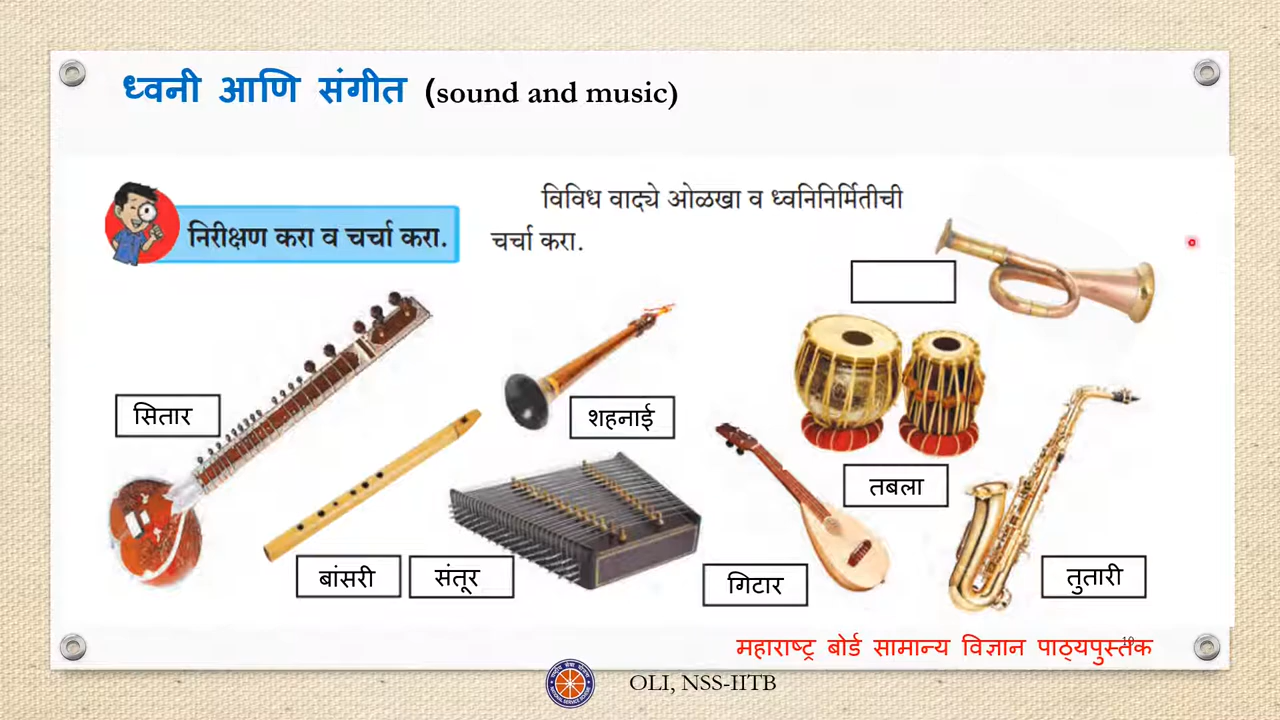 ध्वनी आणि संगीत (sound and music)
विविध वाद्ये ओळखा व ध्वनिनिर्मितीची
चर्चा करा.
निरीक्षण करा व चर्चा करा.
सितार
शहनाई
तबला
बांसरी
संतूर
गिटार
तुतारी
महाराष्ट्र बोर्ड सामान्य विज्ञान पाठ्यपुस्तक
OLI, NSS-IITB